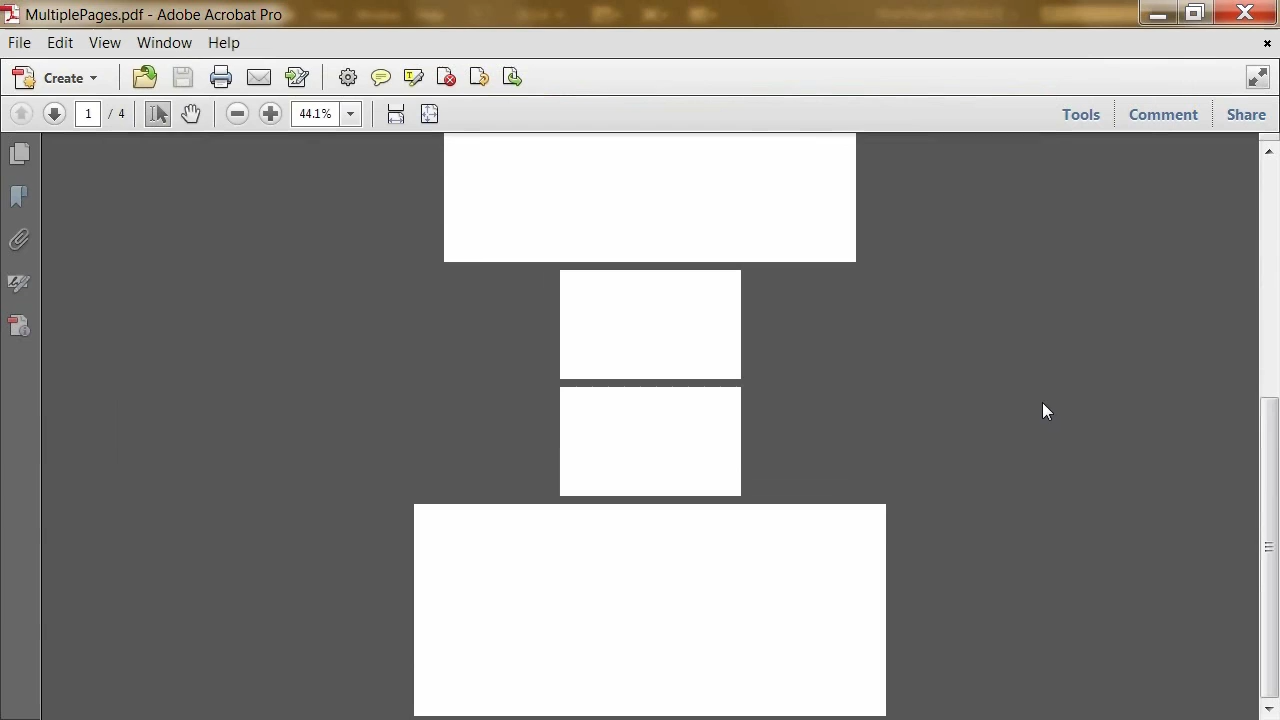 MultiplePages.pdf - Adobe Acrobat Pro
File Edit View Window Help
Create
1 / 4 44.1% Tools Comment Share